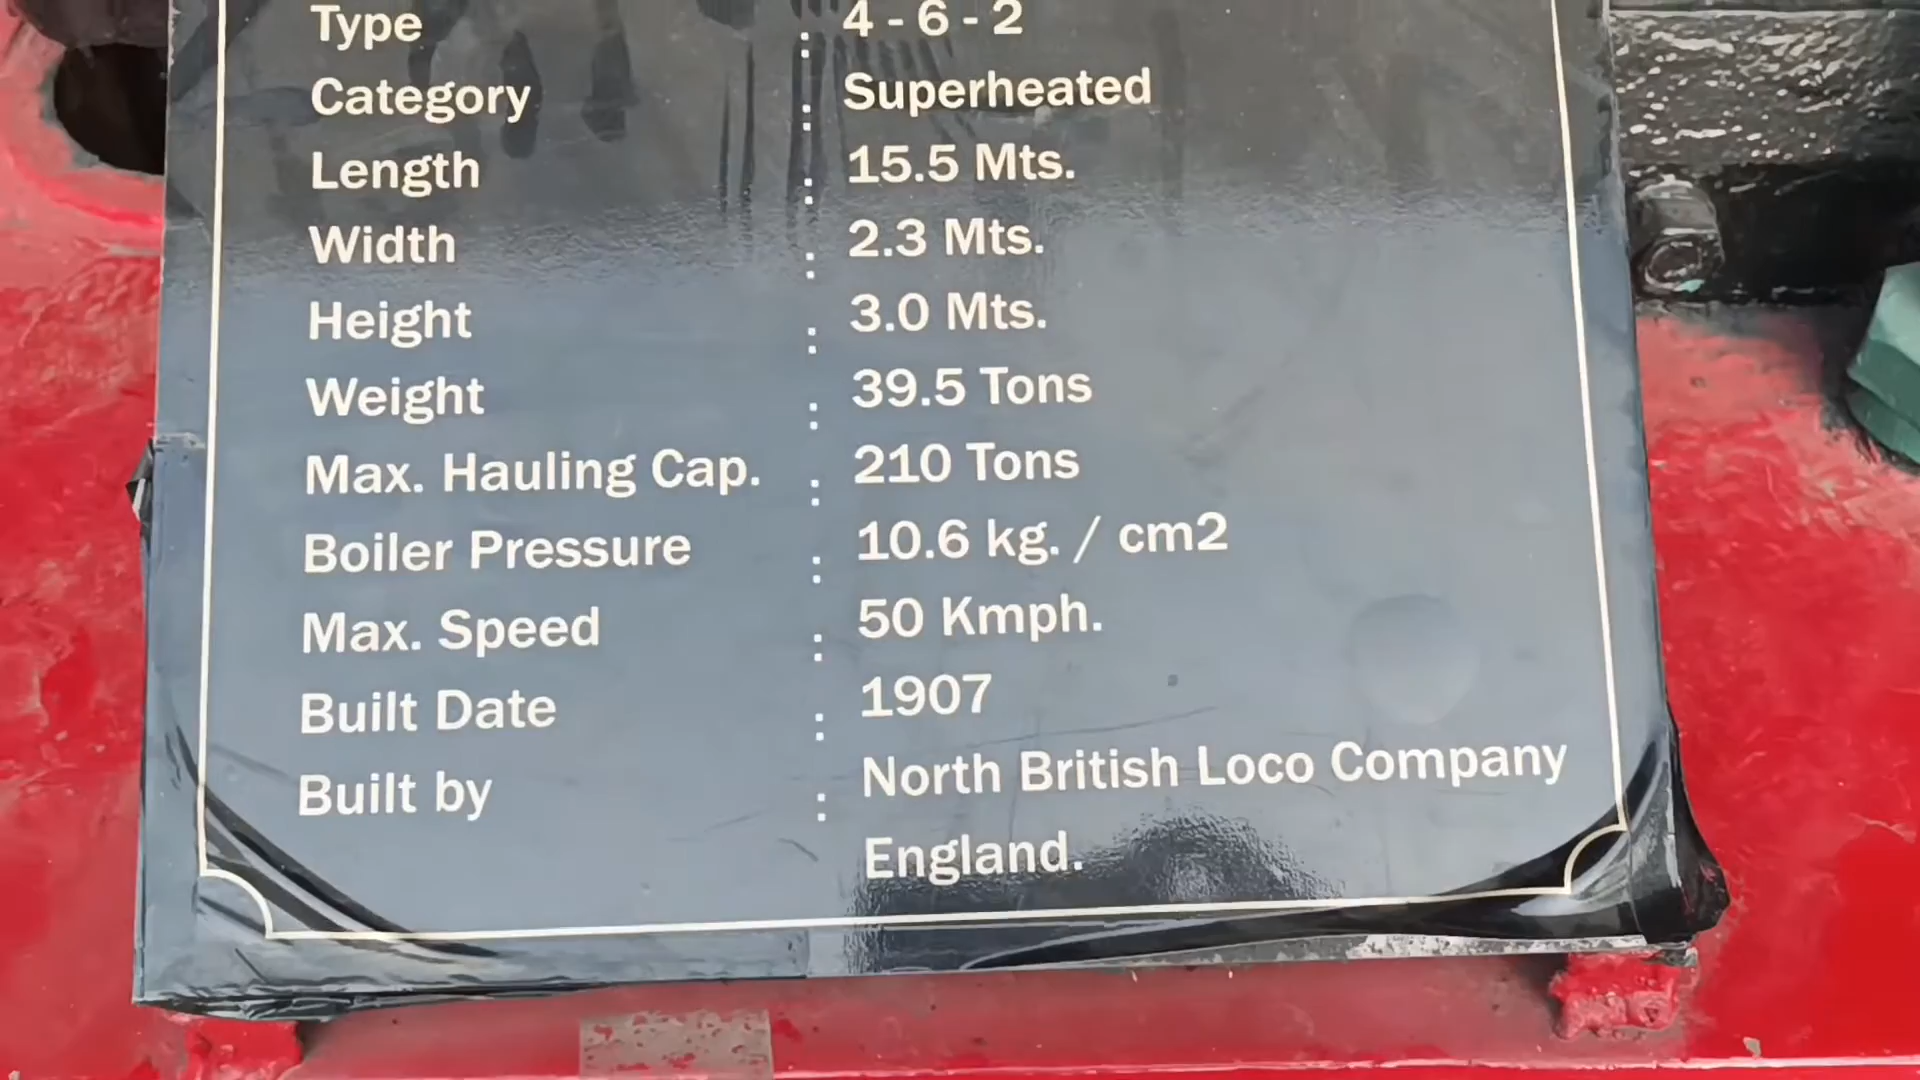 Type : 4 - 6 - 2
Category : Superheated
Length : 15.5 Mts.
Width : 2.3 Mts.
Height : 3.0 Mts.
Weight : 39.5 Tons
Max. Hauling Cap. : 210 Tons
Boiler Pressure : 10.6 kg. / cm2
Max. Speed : 50 Kmph.
Built Date : 1907
Built by : North British Loco Company
England.